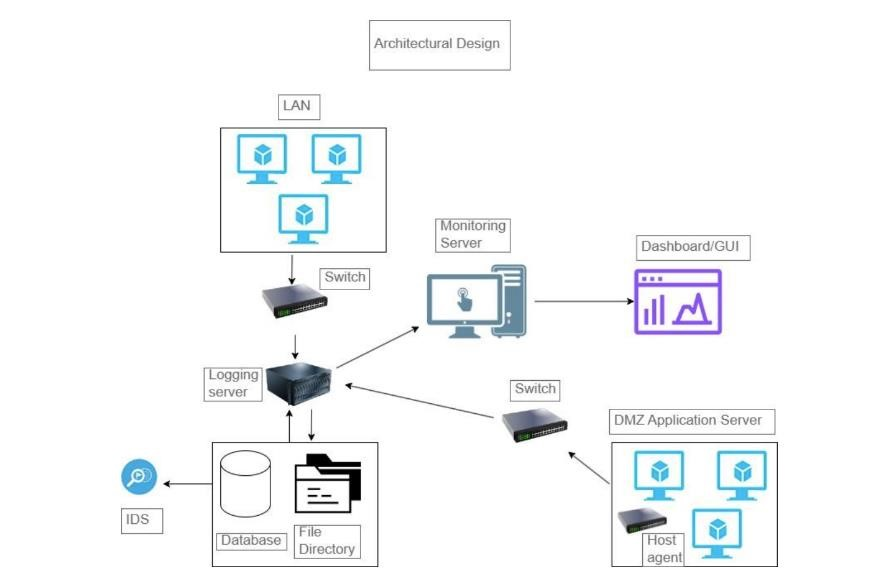 Architectural Design
LAN
Switch
Monitoring
Server
Dashboard/GUI
Logging
server
Switch
DMZ Application Server
IDS
Database
File
Directory
Host
agent